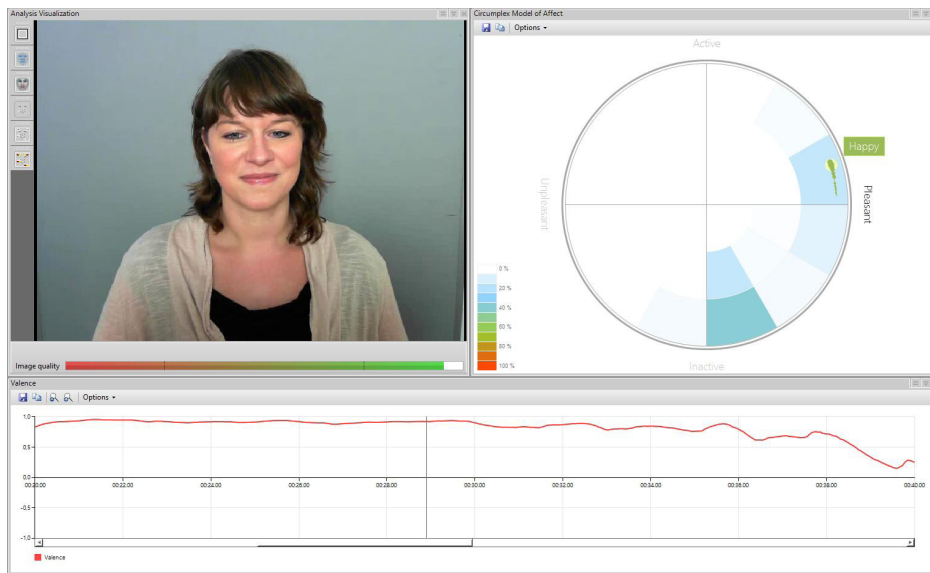 Analysis Visualization
Image quality
Circumplex Model of Affect
Options
Active
Happy
Unpleasant
Pleasant
Inactive
0 %
20 %
40 %
60 %
80 %
100 %
Valence
Options
1.0
0.5
0.0
-0.5
-1.0
00:20:00
00:22:00
00:24:00
00:26:00
00:28:00
00:30:00
00:32:00
00:34:00
00:36:00
00:38:00
00:40:00
Valence